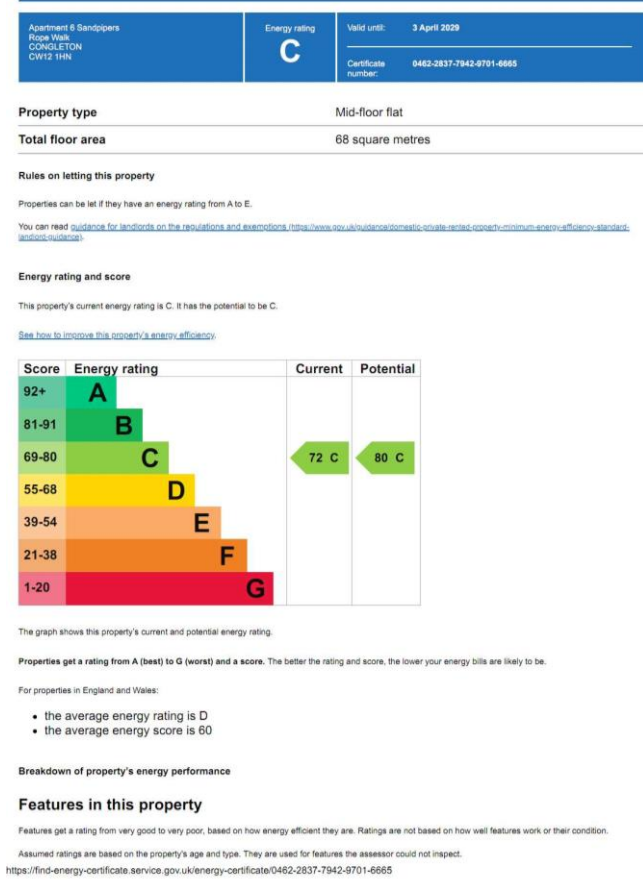 Apartment 6 Sandpipers
Rope Walk
CONGLETON
CW12 1HN
Energy rating
C
Valid until: 3 April 2029
Certificate number: 0462-2837-7942-9701-6665
Property type Mid-floor flat
Total floor area 68 square metres
Rules on letting this property
Properties can be let if they have an energy rating from A to E.
You can read guidance for landlords on the regulations and exemptions (https://www.gov.uk/guidance/domestic-private-rented-property-minimum-energy-efficiency-standard-
landlord-guidance).
Energy rating and score
This property's current energy rating is C. It has the potential to be C.
See how to improve this property's energy efficiency.
Score Energy rating Current Potential
92+ A
81-91 B
69-80 C 72 C 80 C
55-68 D
39-54 E
21-38 F
1-20 G
The graph shows this property's current and potential energy rating.
Properties get a rating from A (best) to G (worst) and a score. The better the rating and score, the lower your energy bills are likely to be.
For properties in England and Wales:
• the average energy rating is D
• the average energy score is 60
Breakdown of property's energy performance
Features in this property
Features get a rating from very good to very poor, based on how energy efficient they are. Ratings are not based on how well features work or their condition.
Assumed ratings are based on the property's age and type. They are used for features the assessor could not inspect.
https://find-energy-certificate.service.gov.uk/energy-certificate/0462-2837-7942-9701-6665